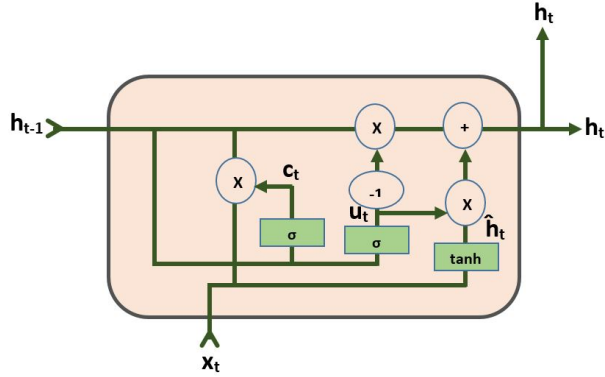 hₜ
hₜ₋₁ X + hₜ
X cₜ -1 X
uₜ ĥₜ
σ σ tanh
xₜ